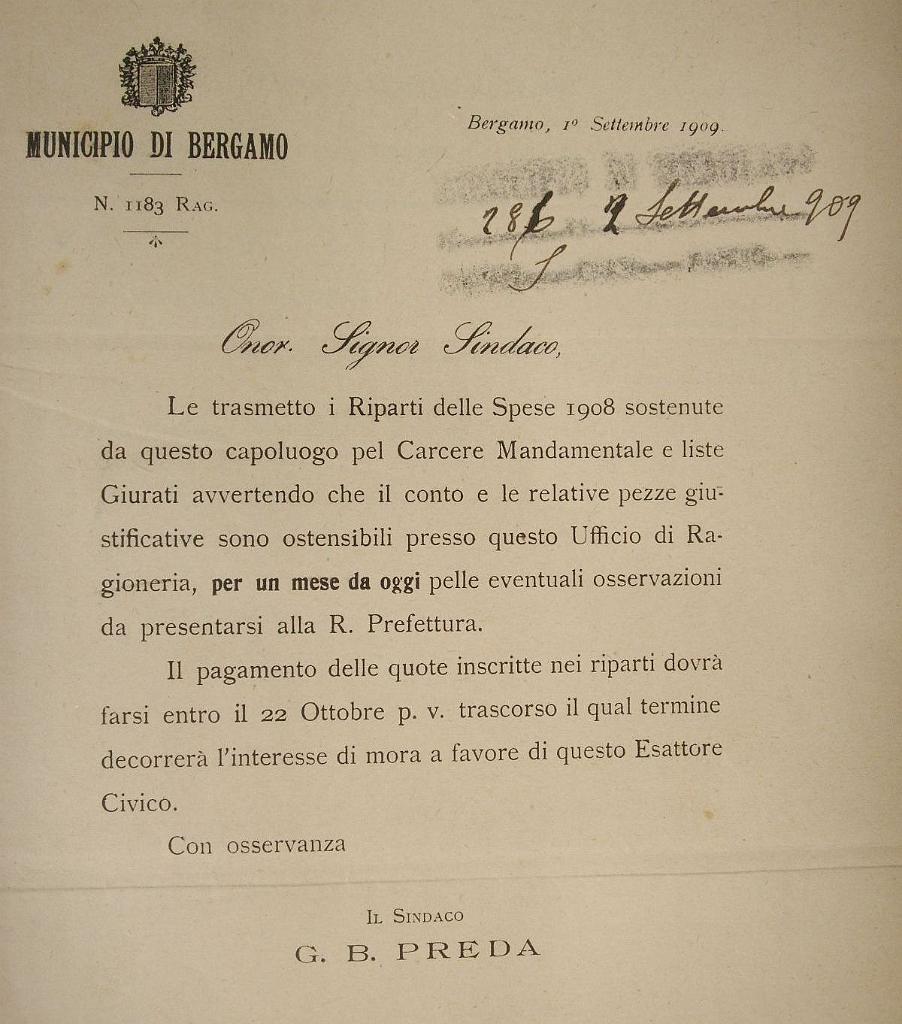 MUNICIPIO DI BERGAMO
N. 1183 RAG.
Bergamo, 1º Settembre 1909.
286 2 Settembre 909
Onor. Signor Sindaco,
Le trasmetto i Riparti delle Spese 1908 sostenute
da questo capoluogo pel Carcere Mandamentale e liste
Giurati avvertendo che il conto e le relative pezze giu-
stificative sono ostensibili presso questo Ufficio di Ra-
gioneria, per un mese da oggi pelle eventuali osservazioni
da presentarsi alla R. Prefettura.
Il pagamento delle quote inscritte nei riparti dovrà
farsi entro il 22 Ottobre p. v. trascorso il qual termine
decorrerà l'interesse di mora a favore di questo Esattore
Civico.
Con osservanza
IL SINDACO
G. B. PREDA